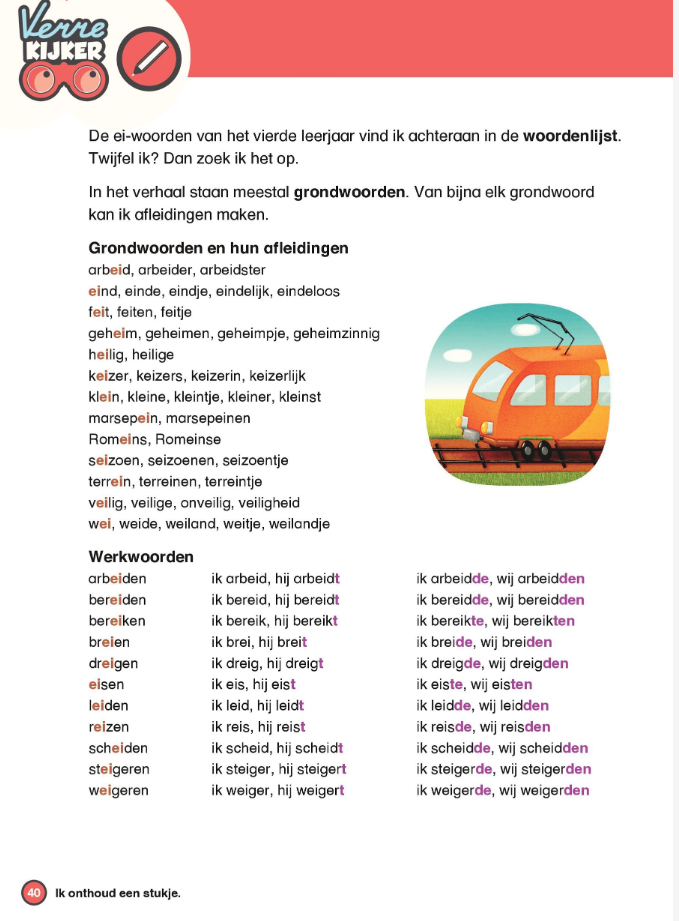 Verre
KIJKER
De ei-woorden van het vierde leerjaar vind ik achteraan in de woordenlijst.
Twijfel ik? Dan zoek ik het op.
In het verhaal staan meestal grondwoorden. Van bijna elk grondwoord
kan ik afleidingen maken.
Grondwoorden en hun afleidingen
arbeid, arbeider, arbeidster
eind, einde, eindje, eindelijk, eindeloos
feit, feiten, feitje
geheim, geheimen, geheimpje, geheimzinnig
heilig, heilige
keizer, keizers, keizerin, keizerlijk
klein, kleine, kleintje, kleiner, kleinst
marsepein, marsepeinen
Romeins, Romeinse
seizoen, seizoenen, seizoentje
terrein, terreinen, terreintje
veilig, veilige, onveilig, veiligheid
wei, weide, weiland, weitje, weilandje
Werkwoorden
arbeiden ik arbeid, hij arbeidt ik arbeidde, wij arbeidden
bereiden ik bereid, hij bereidt ik bereidde, wij bereidden
bereiken ik bereik, hij bereikt ik bereikte, wij bereikten
breien ik brei, hij breit ik breide, wij breiden
dreigen ik dreig, hij dreigt ik dreigde, wij dreigden
eisen ik eis, hij eist ik eiste, wij eisten
leiden ik leid, hij leidt ik leidde, wij leidden
reizen ik reis, hij reist ik reisde, wij reisden
scheiden ik scheid, hij scheidt ik scheidde, wij scheidden
steigeren ik steiger, hij steigert ik steigerde, wij steigerden
weigeren ik weiger, hij weigert ik weigerde, wij weigerden
40 Ik onthoud een stukje.